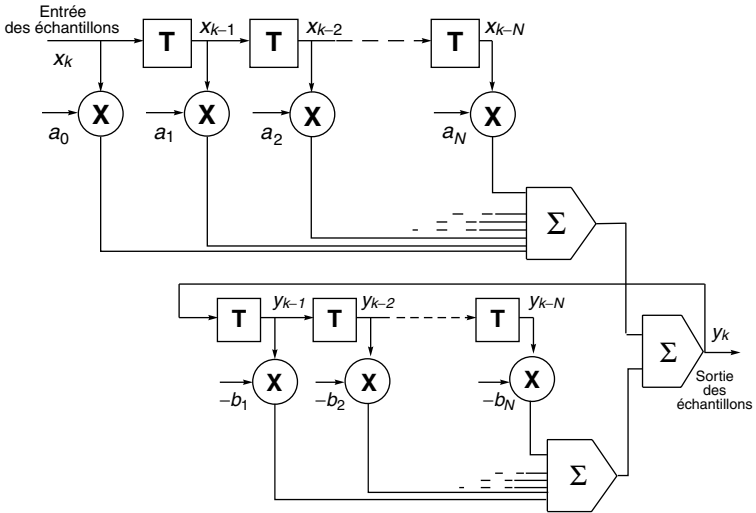 Entrée
des échantillons
T x_{k–1} T x_{k–2} T x_{k–N}
x_k
X X X X
a_0 a_1 a_2 a_N
Σ
y_{k–1} y_{k–2} y_{k–N}
T T T
y_k
Σ
X X X
Sortie
des
échantillons
–b_1 –b_2 –b_N
Σ